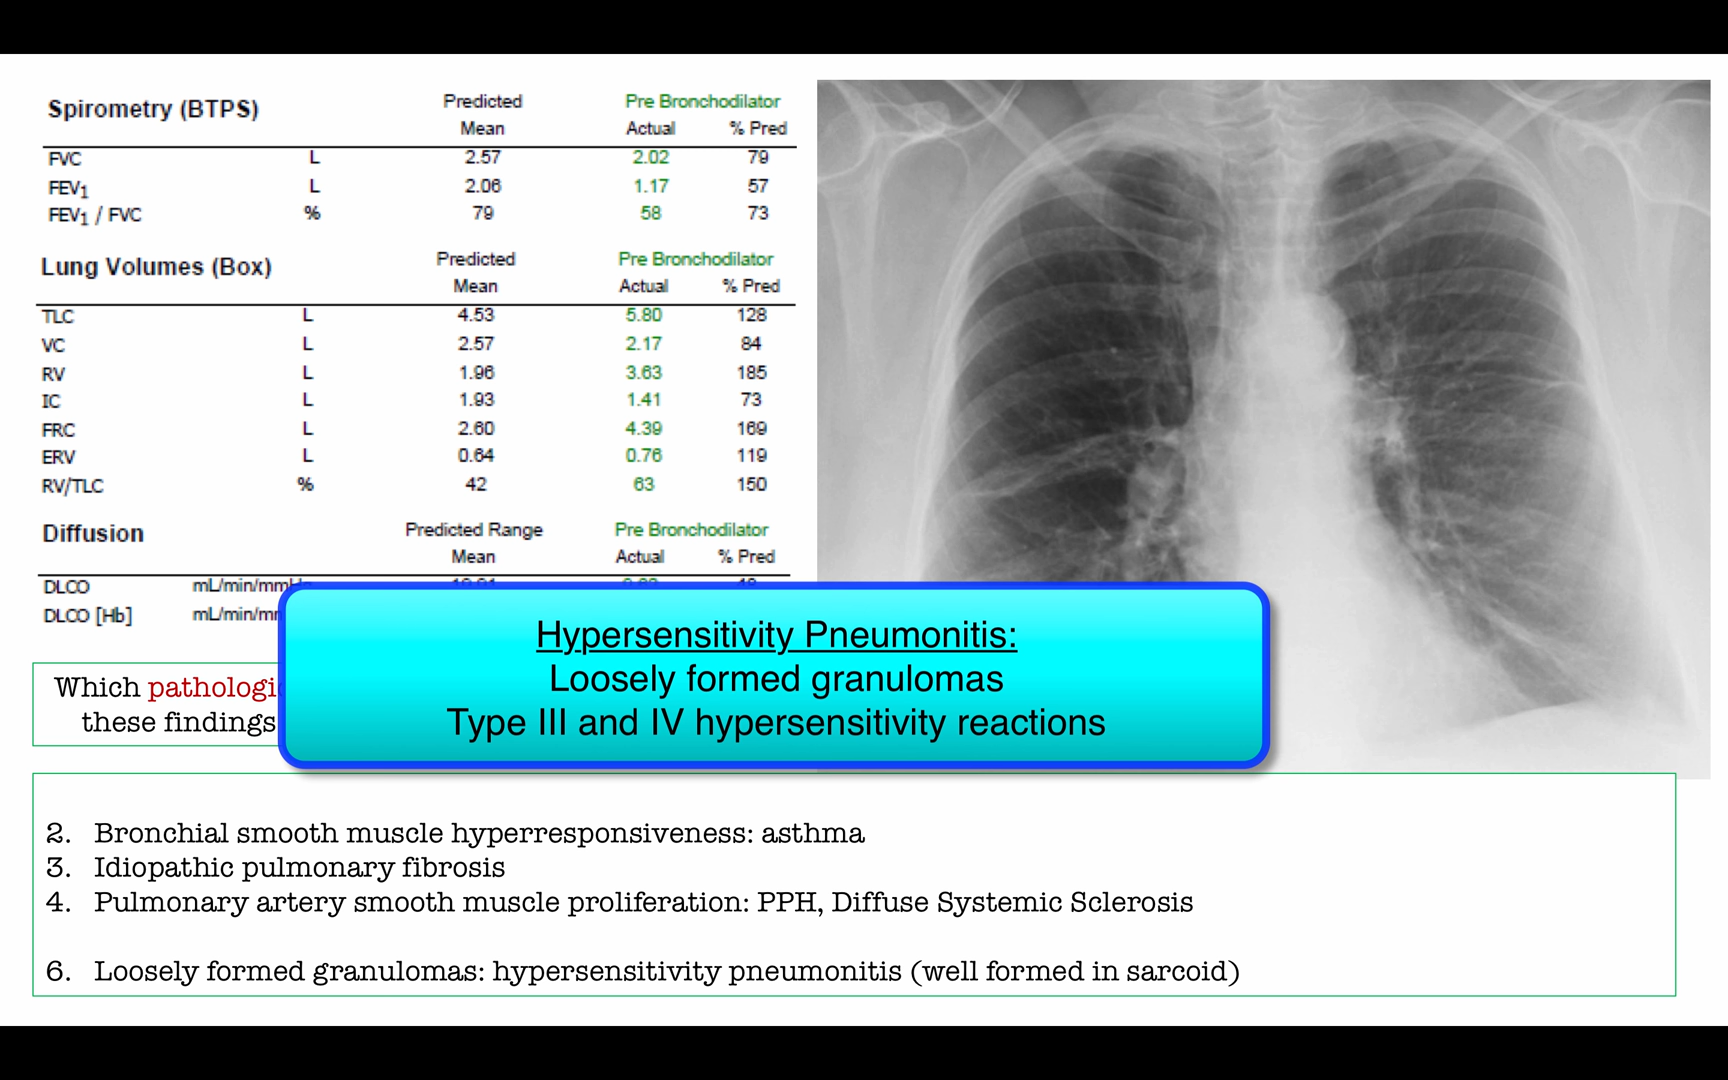 Spirometry (BTPS) Predicted Pre Bronchodilator
Mean Actual % Pred
FVC L 2.57 2.02 79
FEV1 L 2.06 1.17 57
FEV1 / FVC % 79 58 73
Lung Volumes (Box) Predicted Pre Bronchodilator
Mean Actual % Pred
TLC L 4.53 5.80 128
VC L 2.57 2.17 84
RV L 1.96 3.63 185
IC L 1.93 1.41 73
FRC L 2.60 4.39 169
ERV L 0.64 0.76 119
RV/TLC % 42 63 150
Diffusion Predicted Range Pre Bronchodilator
Mean Actual % Pred
DLCO
DLCO [Hb]
Hypersensitivity Pneumonitis:
Loosely formed granulomas
Type III and IV hypersensitivity reactions
Which
these findings
2. Bronchial smooth muscle hyperresponsiveness: asthma
3. Idiopathic pulmonary fibrosis
4. Pulmonary artery smooth muscle proliferation: PPH, Diffuse Systemic Sclerosis
6. Loosely formed granulomas: hypersensitivity pneumonitis (well formed in sarcoid)